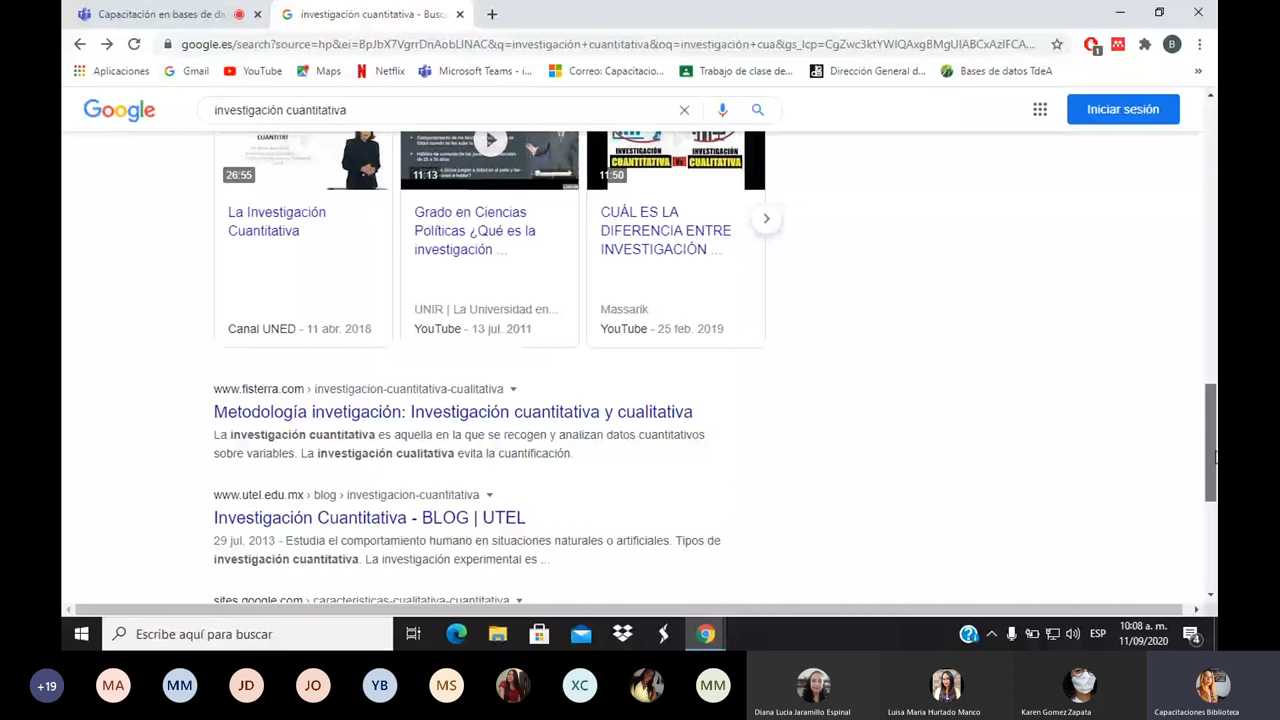 Capacitación en bases de da
investigación cuantitativa - Busc
google.es/search?source=hp&ei=BpJbX7VgrrDnAobLlNAC&q=investigación+cuantitativa&oq=investigación+cua&gs_lcp=CgZwc3ktYWIQAxgBMgUIABCxAzIFCA...
1
B
Aplicaciones
Gmail
YouTube
Maps
Netflix
Microsoft Teams - i...
Correo: Capacitacio...
Trabajo de clase de...
Dirección General d...
Bases de datos TdeA
»
Google
investigación cuantitativa
Iniciar sesión
26:55
11:13
11:50
INVESTIGACIÓN
CUANTITATIVA
INVESTIGACIÓN
CUALITATIVA
La Investigación
Cuantitativa
Canal UNED - 11 abr. 2018
Grado en Ciencias
Políticas ¿Qué es la
investigación ...
UNIR | La Universidad en...
YouTube - 13 jul. 2011
CUÁL ES LA
DIFERENCIA ENTRE
INVESTIGACIÓN ...
Massarik
YouTube - 25 feb. 2019
www.fisterra.com › investigacion-cuantitativa-cualitativa
Metodología invetigación: Investigación cuantitativa y cualitativa
La investigación cuantitativa es aquella en la que se recogen y analizan datos cuantitativos
sobre variables. La investigación cualitativa evita la cuantificación.
www.utel.edu.mx › blog › investigacion-cuantitativa
Investigación Cuantitativa - BLOG | UTEL
29 jul. 2013 - Estudia el comportamiento humano en situaciones naturales o artificiales. Tipos de
investigación cuantitativa. La investigación experimental es ...
sites.google.com › caracteristicas-cualitativa-cuantitativa
Escribe aquí para buscar
ESP
10:08 a. m.
11/09/2020
4
+19
MA
MM
JD
JO
YB
MS
XC
MM
Diana Lucia Jaramillo Espinal
Luisa Maria Hurtado Manco
Karen Gomez Zapata
Capacitaciones Biblioteca